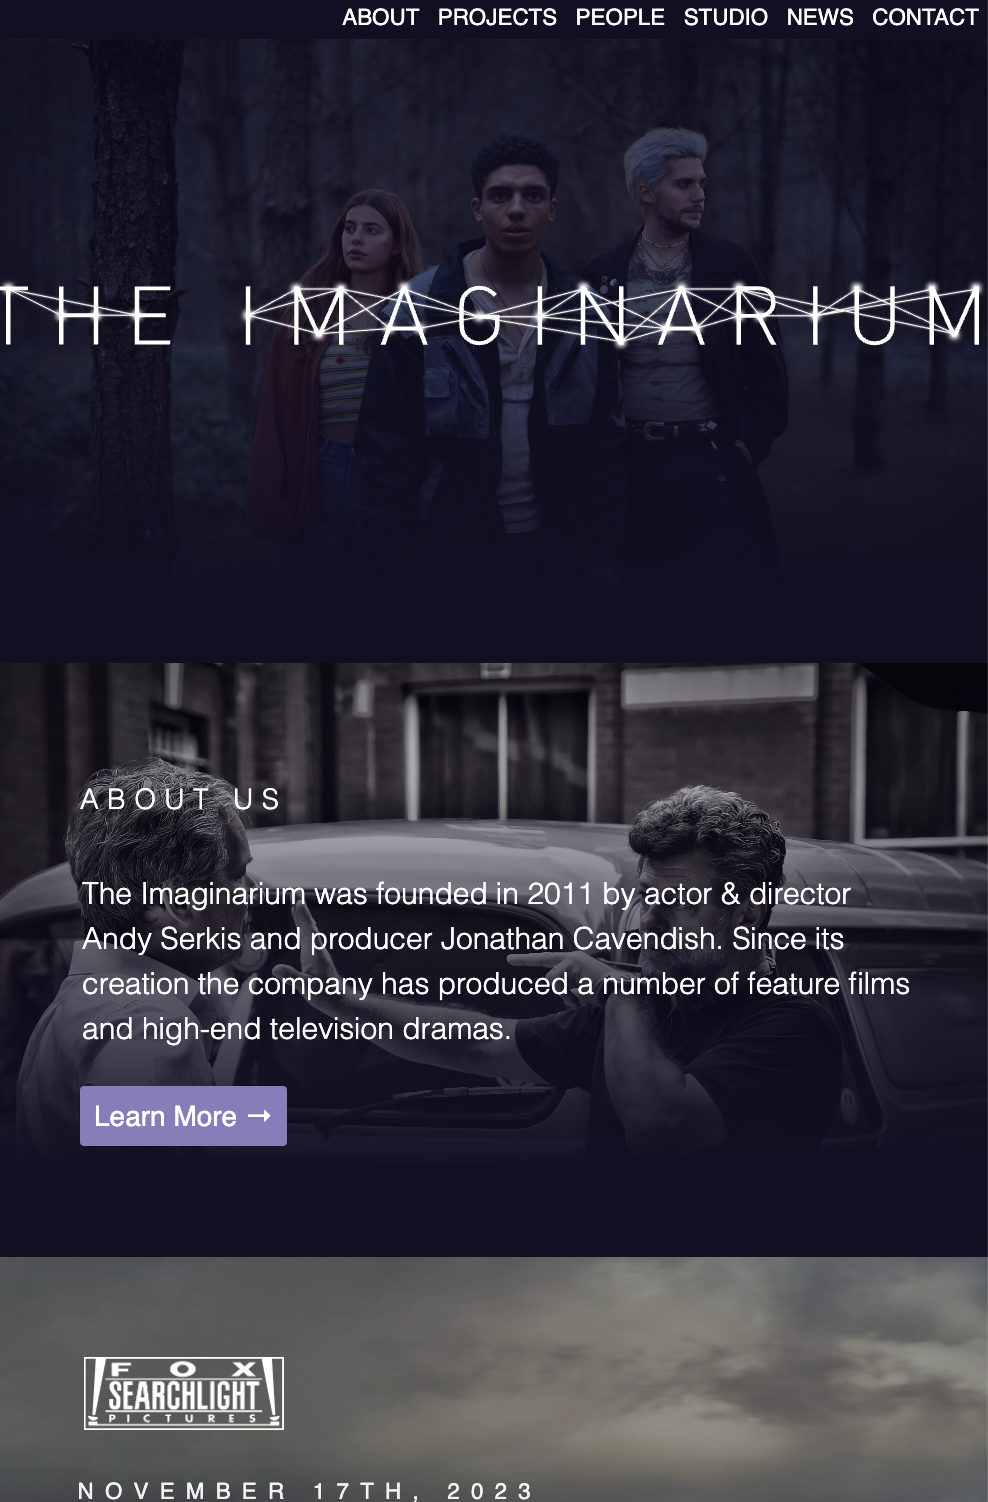 ABOUT PROJECTS PEOPLE STUDIO NEWS CONTACT
THE IMAGINARIUM
ABOUT US
The Imaginarium was founded in 2011 by actor & director
Andy Serkis and producer Jonathan Cavendish. Since its
creation the company has produced a number of feature films
and high-end television dramas.
Learn More →
FOX
SEARCHLIGHT
PICTURES
NOVEMBER 17TH, 2023